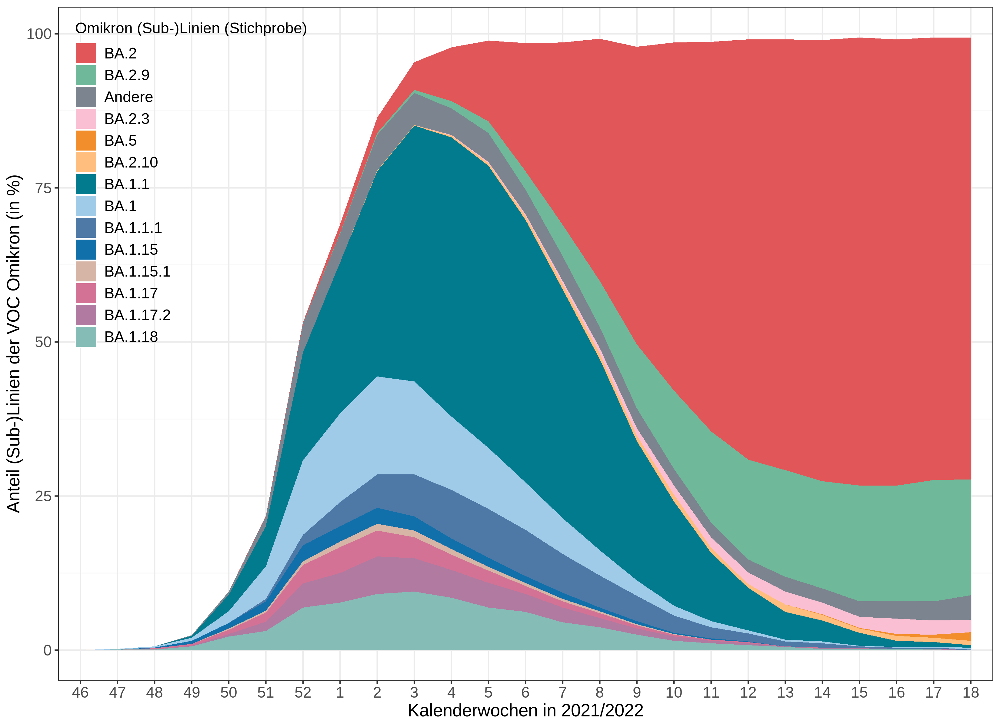 Omikron (Sub-)Linien (Stichprobe)
BA.2
BA.2.9
Andere
BA.2.3
BA.5
BA.2.10
BA.1.1
BA.1
BA.1.1.1
BA.1.15
BA.1.15.1
BA.1.17
BA.1.17.2
BA.1.18
Anteil (Sub-)Linien der VOC Omikron (in %)
100
75
50
25
0
46 47 48 49 50 51 52 1 2 3 4 5 6 7 8 9 10 11 12 13 14 15 16 17 18
Kalenderwochen in 2021/2022